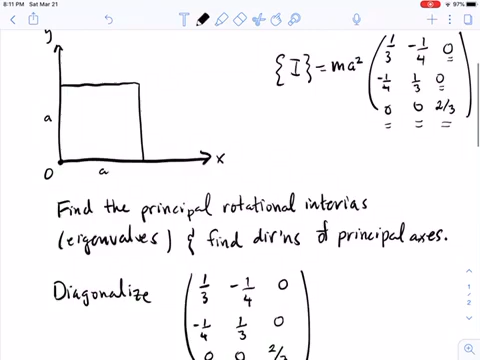 8:11 PM Sat Mar 21
97%
y
a
O
a
x
{I} = ma² ( 1/3 -1/4 0
-1/4 1/3 0
0 0 2/3 )
Find the principal rotational interias
(eigenvalues) & find dir'ns of principal axes.
Diagonalize ( 1/3 -1/4 0
-1/4 1/3 0
0 0 2/3
1
2